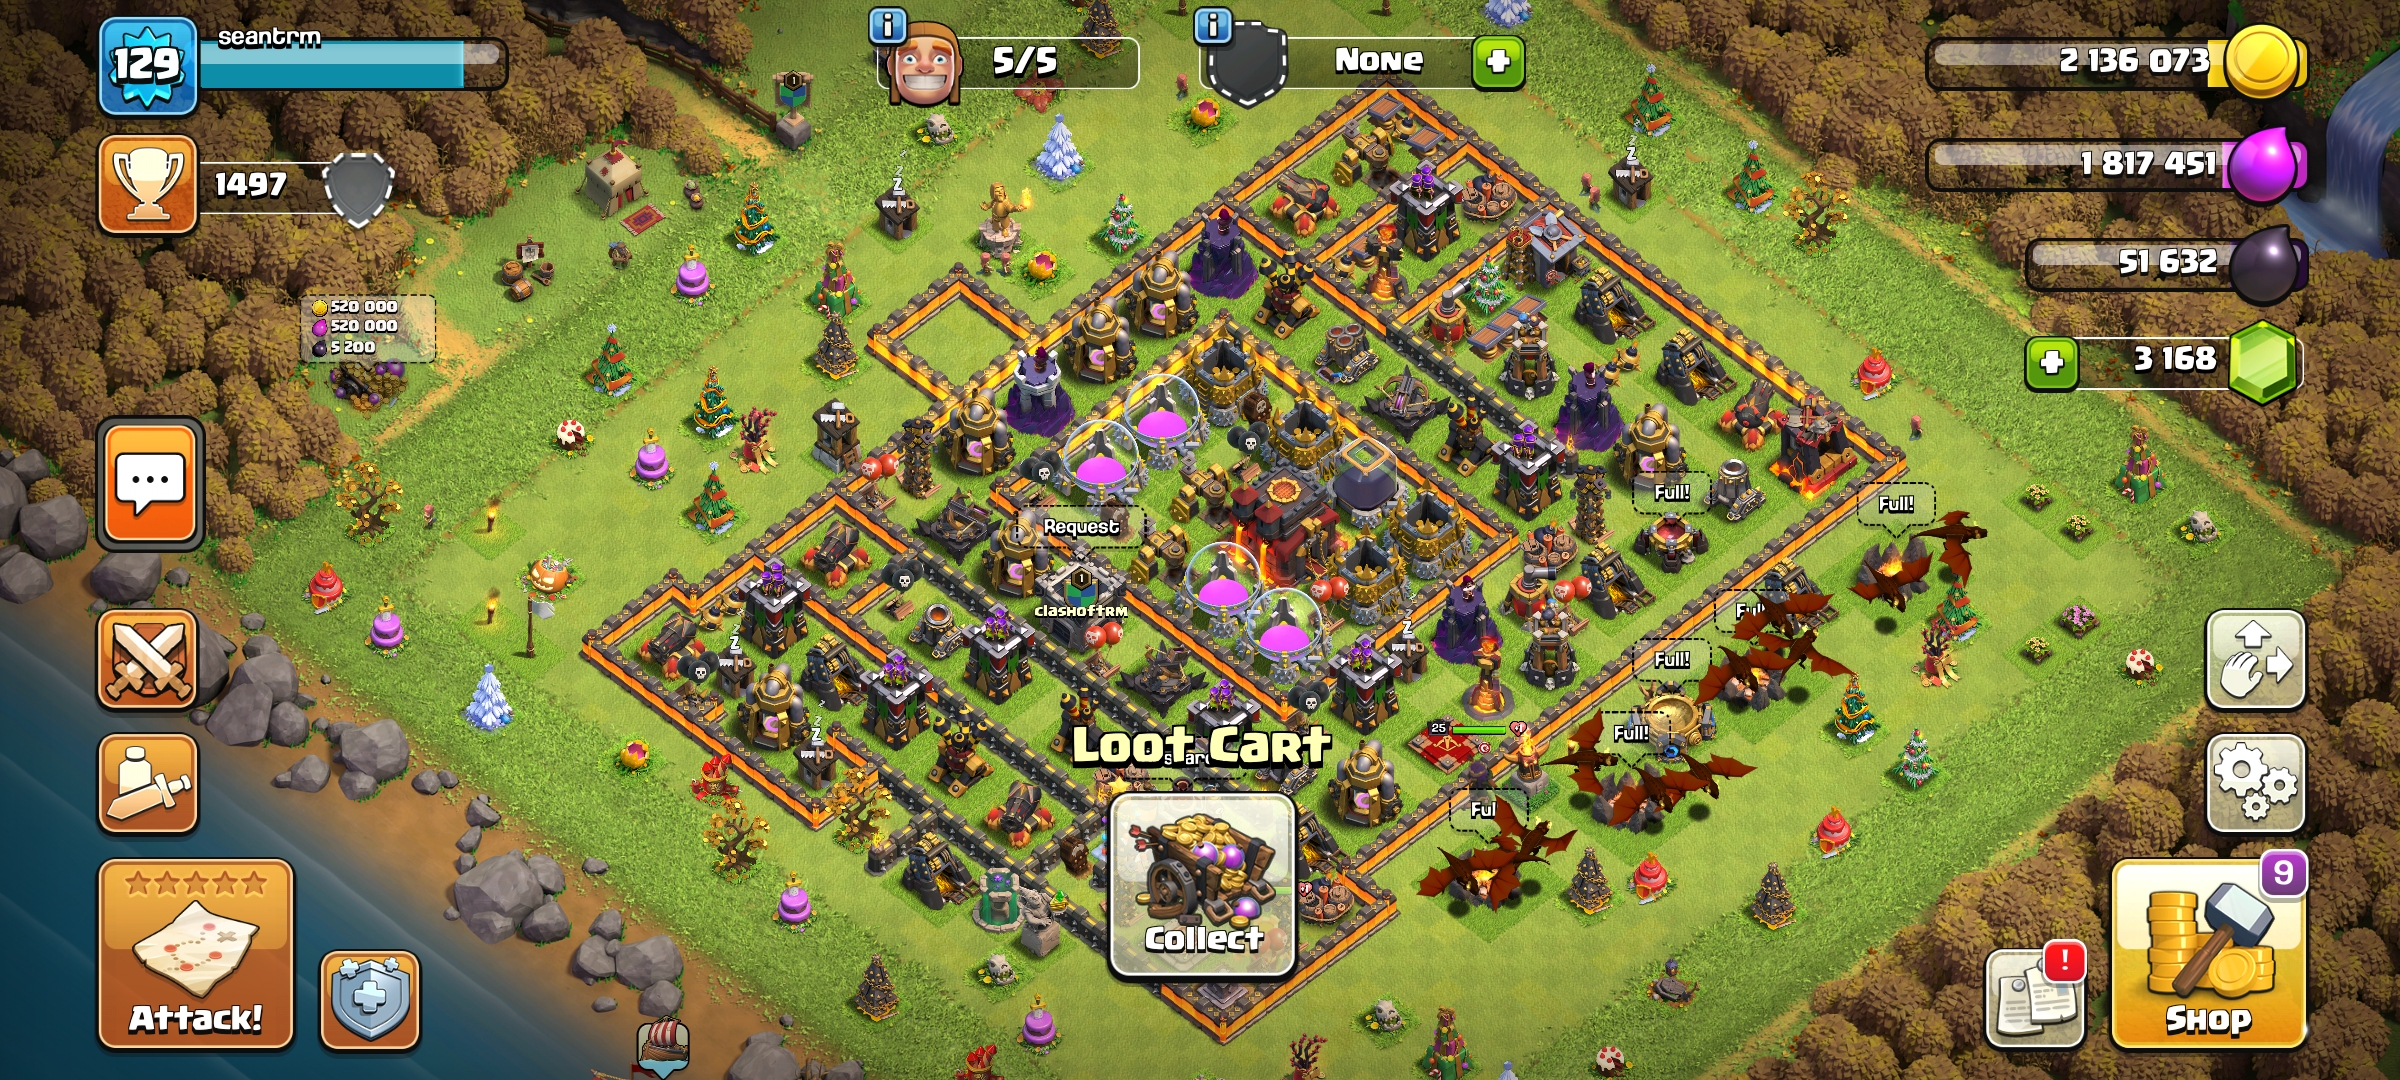 129
seantrm
5/5
None
2 136 073
1497
1 817 451
51 632
3 168
520 000
520 000
5 200
Full!
Full!
Request
clashoftrm
Full!
Full!
25
Loot Cart
Collect
Attack!
9
Shop